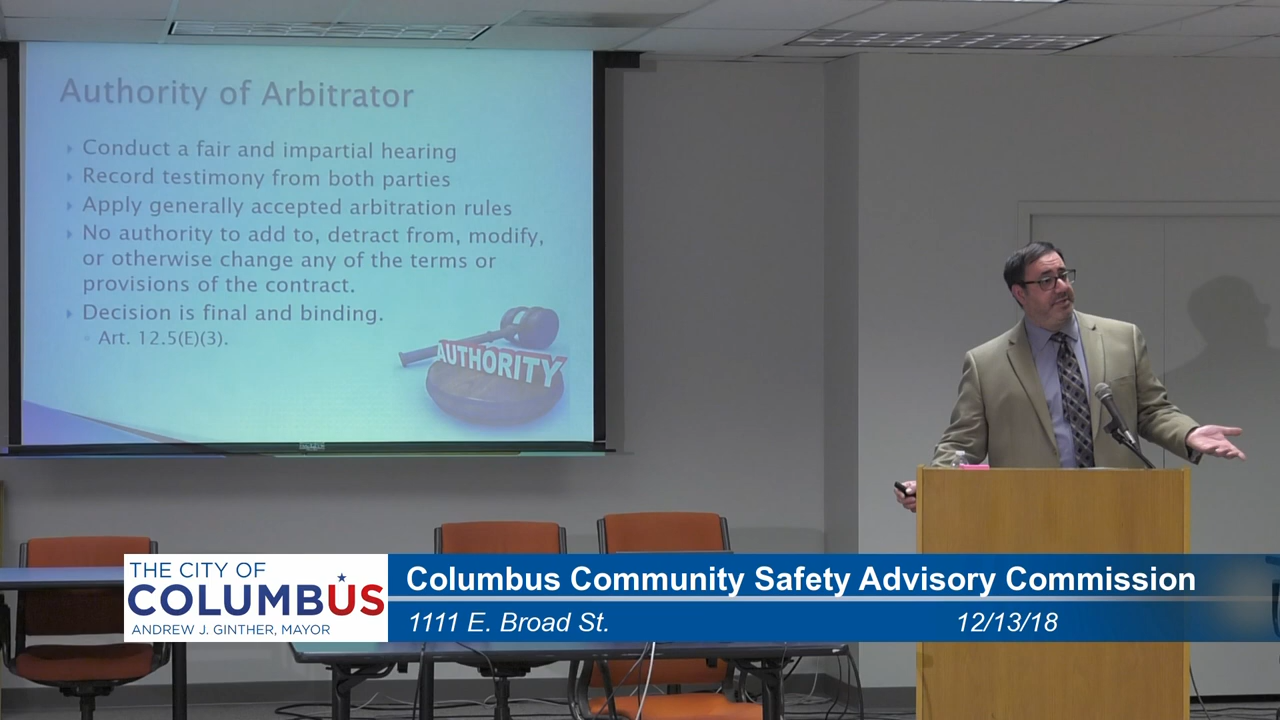 Authority of Arbitrator
Conduct a fair and impartial hearing
Record testimony from both parties
Apply generally accepted arbitration rules
No authority to add to, detract from, modify,
or otherwise change any of the terms or
provisions of the contract.
Decision is final and binding.
Art. 12.5(E)(3).
AUTHORITY
THE CITY OF
COLUMBUS
ANDREW J. GINTHER, MAYOR
Columbus Community Safety Advisory Commission
1111 E. Broad St.
12/13/18